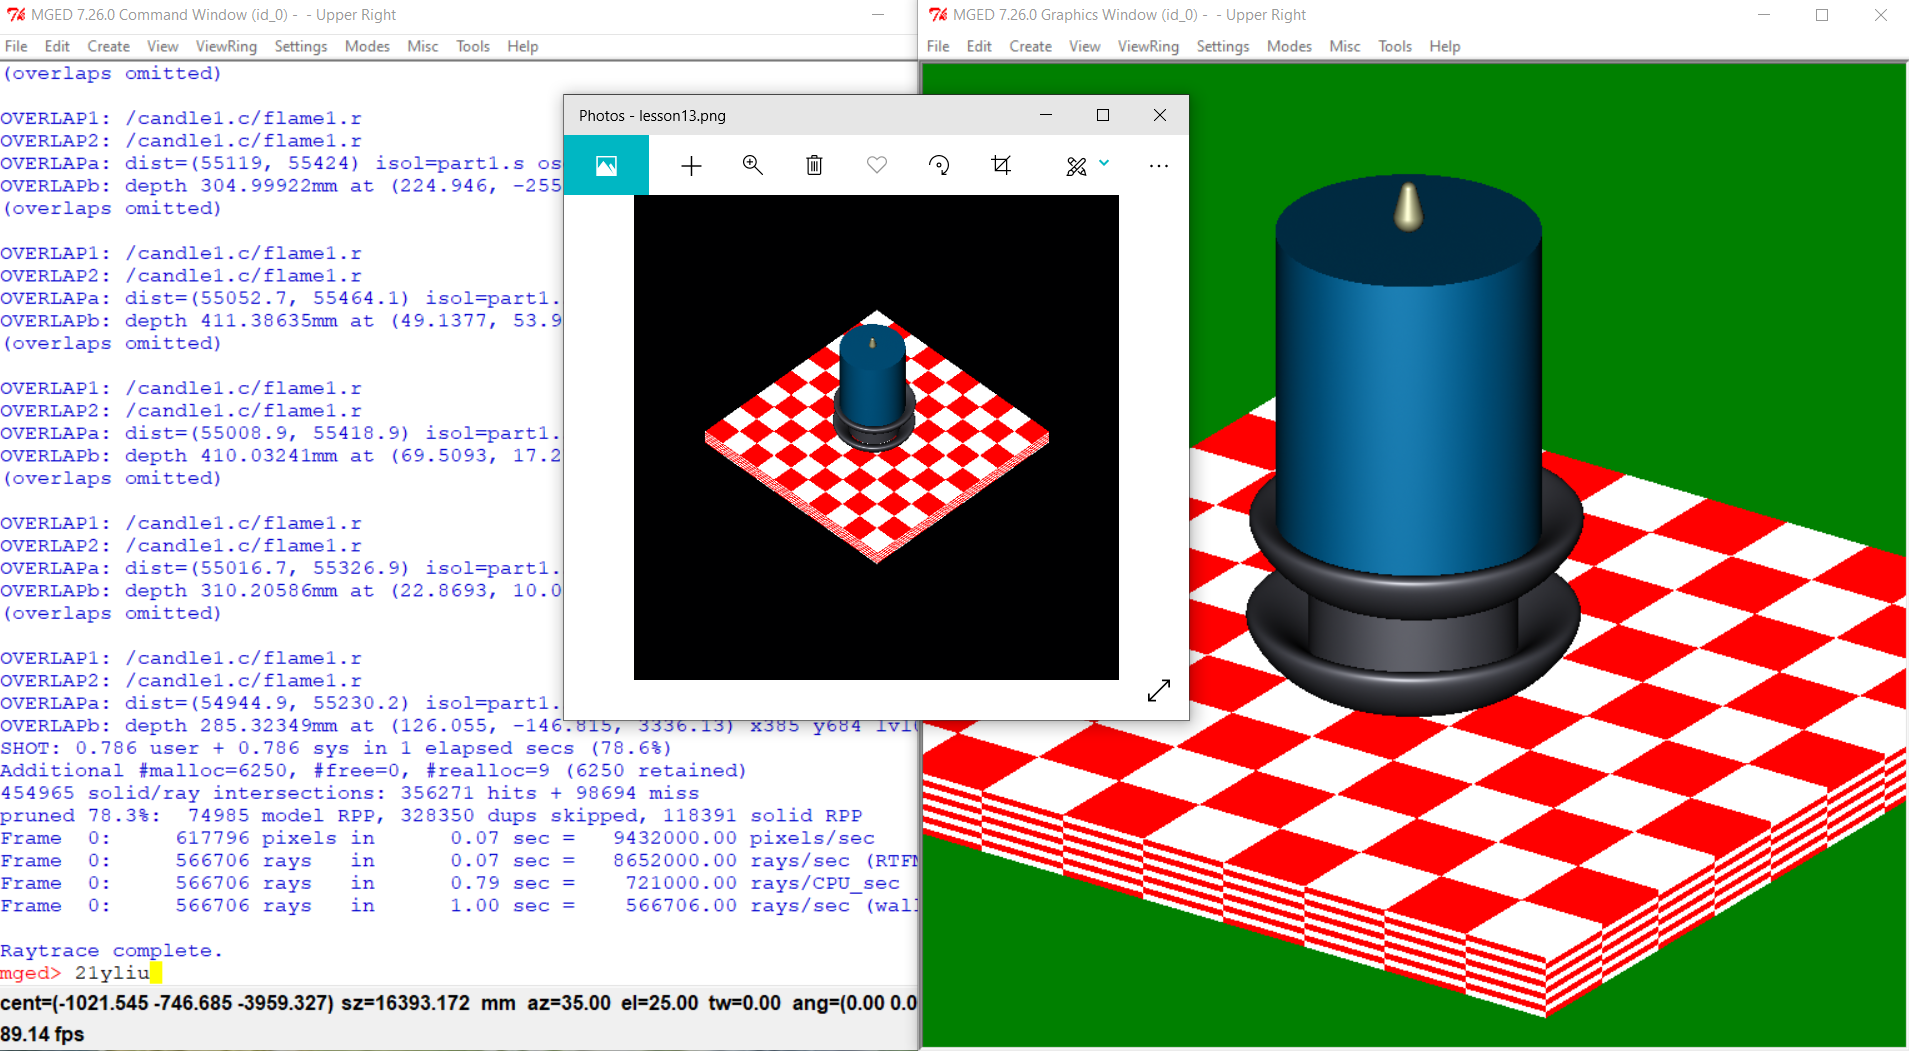 MGED 7.26.0 Command Window (id_0) - - Upper Right
File Edit Create View ViewRing Settings Modes Misc Tools Help
(overlaps omitted)
OVERLAP1: /candle1.c/flame1.r
OVERLAP2: /candle1.c/flame1.r
OVERLAPa: dist=(55119, 55424) isol=part1.s os
OVERLAPb: depth 304.99922mm at (224.946, -255
(overlaps omitted)
OVERLAP1: /candle1.c/flame1.r
OVERLAP2: /candle1.c/flame1.r
OVERLAPa: dist=(55052.7, 55464.1) isol=part1.
OVERLAPb: depth 411.38635mm at (49.1377, 53.9
(overlaps omitted)
OVERLAP1: /candle1.c/flame1.r
OVERLAP2: /candle1.c/flame1.r
OVERLAPa: dist=(55008.9, 55418.9) isol=part1.
OVERLAPb: depth 410.03241mm at (69.5093, 17.2
(overlaps omitted)
OVERLAP1: /candle1.c/flame1.r
OVERLAP2: /candle1.c/flame1.r
OVERLAPa: dist=(55016.7, 55326.9) isol=part1.
OVERLAPb: depth 310.20586mm at (22.8693, 10.0
(overlaps omitted)
OVERLAP1: /candle1.c/flame1.r
OVERLAP2: /candle1.c/flame1.r
OVERLAPa: dist=(54944.9, 55230.2) isol=part1.
OVERLAPb: depth 285.32349mm at (126.055, -146.815, 3336.13) x385 y684 lvl
SHOT: 0.786 user + 0.786 sys in 1 elapsed secs (78.6%)
Additional #malloc=6250, #free=0, #realloc=9 (6250 retained)
454965 solid/ray intersections: 356271 hits + 98694 miss
pruned 78.3%: 74985 model RPP, 328350 dups skipped, 118391 solid RPP
Frame 0: 617796 pixels in 0.07 sec = 9432000.00 pixels/sec
Frame 0: 566706 rays in 0.07 sec = 8652000.00 rays/sec (RTFM
Frame 0: 566706 rays in 0.79 sec = 721000.00 rays/CPU_sec
Frame 0: 566706 rays in 1.00 sec = 566706.00 rays/sec (wal
Raytrace complete.
mged> 21yliu
cent=(-1021.545 -746.685 -3959.327) sz=16393.172 mm az=35.00 el=25.00 tw=0.00 ang=(0.00 0.0
89.14 fps
Photos - lesson13.png
MGED 7.26.0 Graphics Window (id_0) - - Upper Right
File Edit Create View ViewRing Settings Modes Misc Tools Help